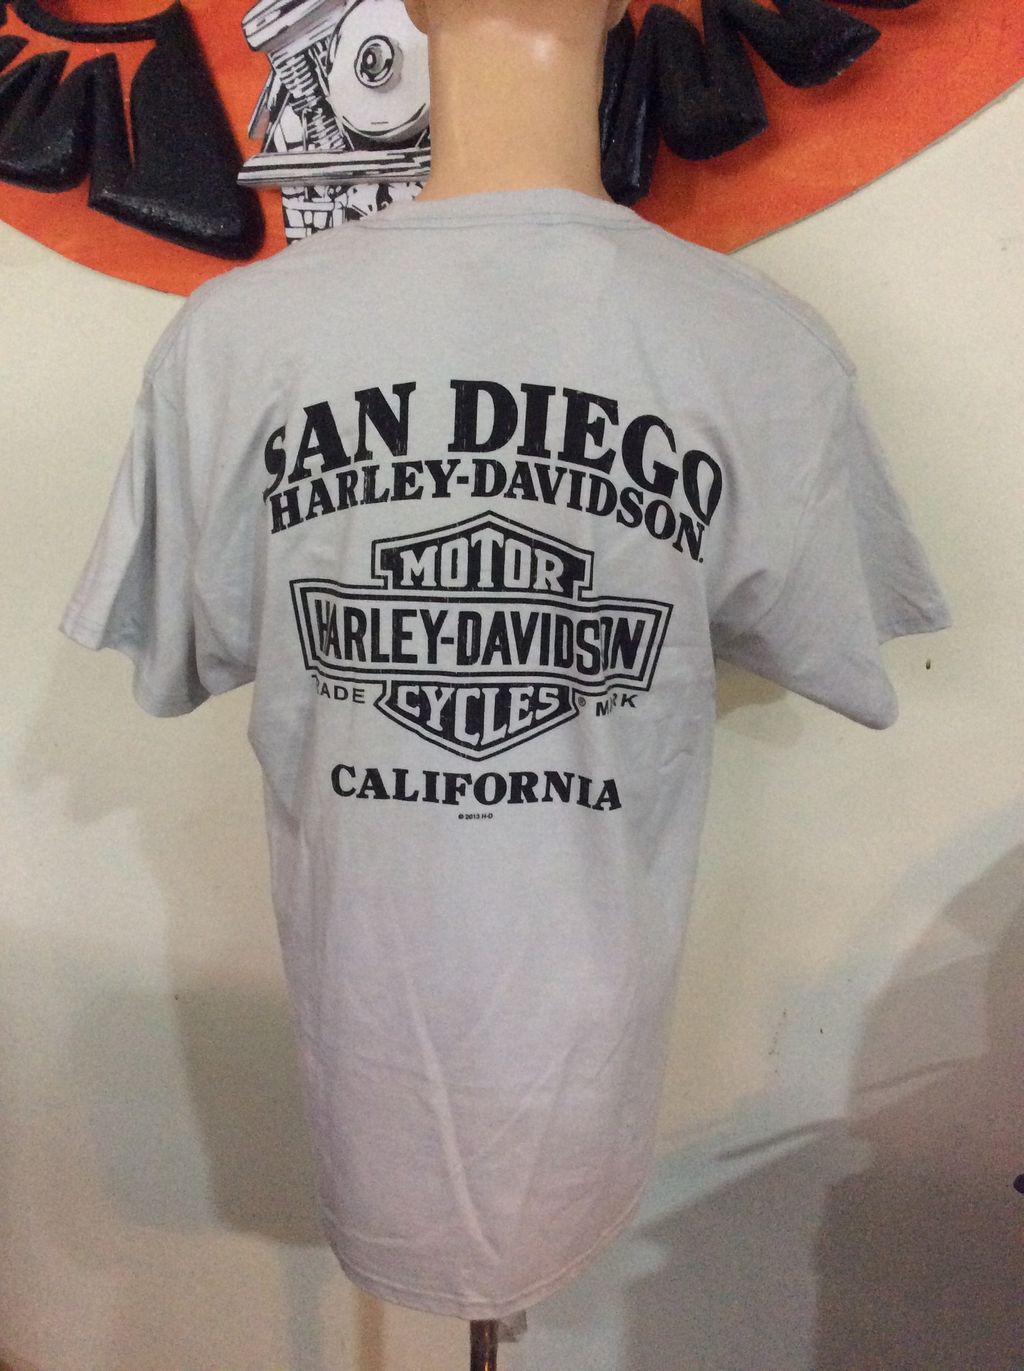 SAN DIEGO
HARLEY-DAVIDSON
MOTOR
HARLEY-DAVIDSON
TRADE CYCLES ® MARK
CALIFORNIA
© 2013 H-D